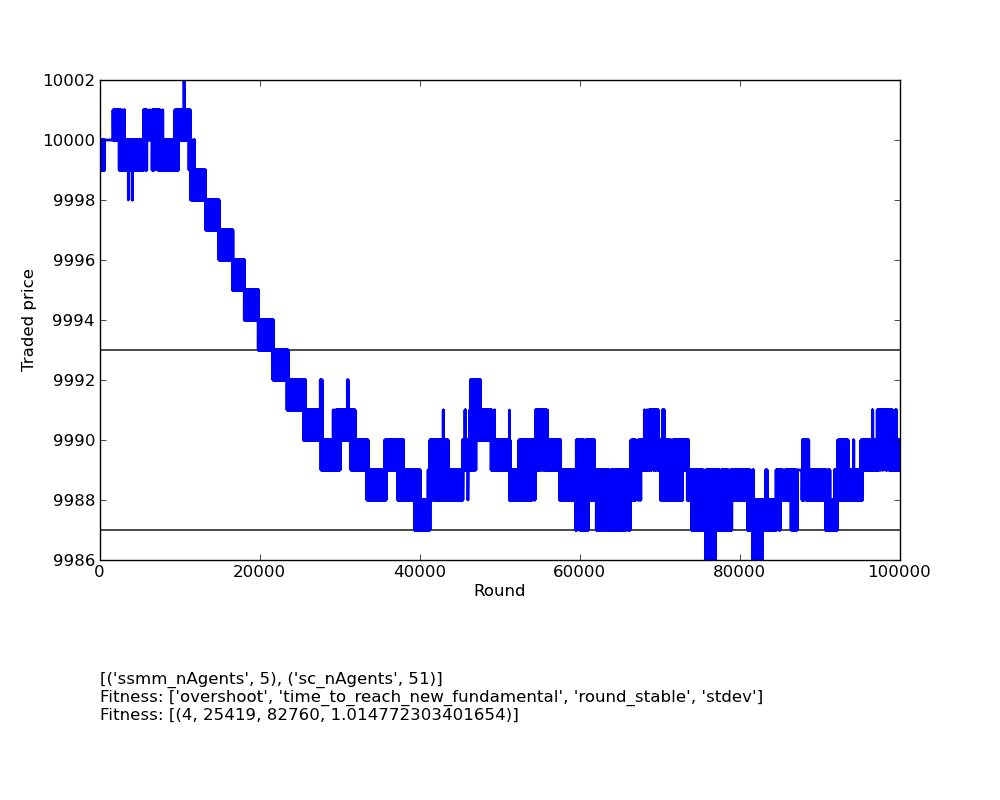 10002
10000
9998
9996
9994
9992
9990
9988
9986
Traded price
0 20000 40000 60000 80000 100000
Round
[('ssmm_nAgents', 5), ('sc_nAgents', 51)]
Fitness: ['overshoot', 'time_to_reach_new_fundamental', 'round_stable', 'stdev']
Fitness: [(4, 25419, 82760, 1.014772303401654)]